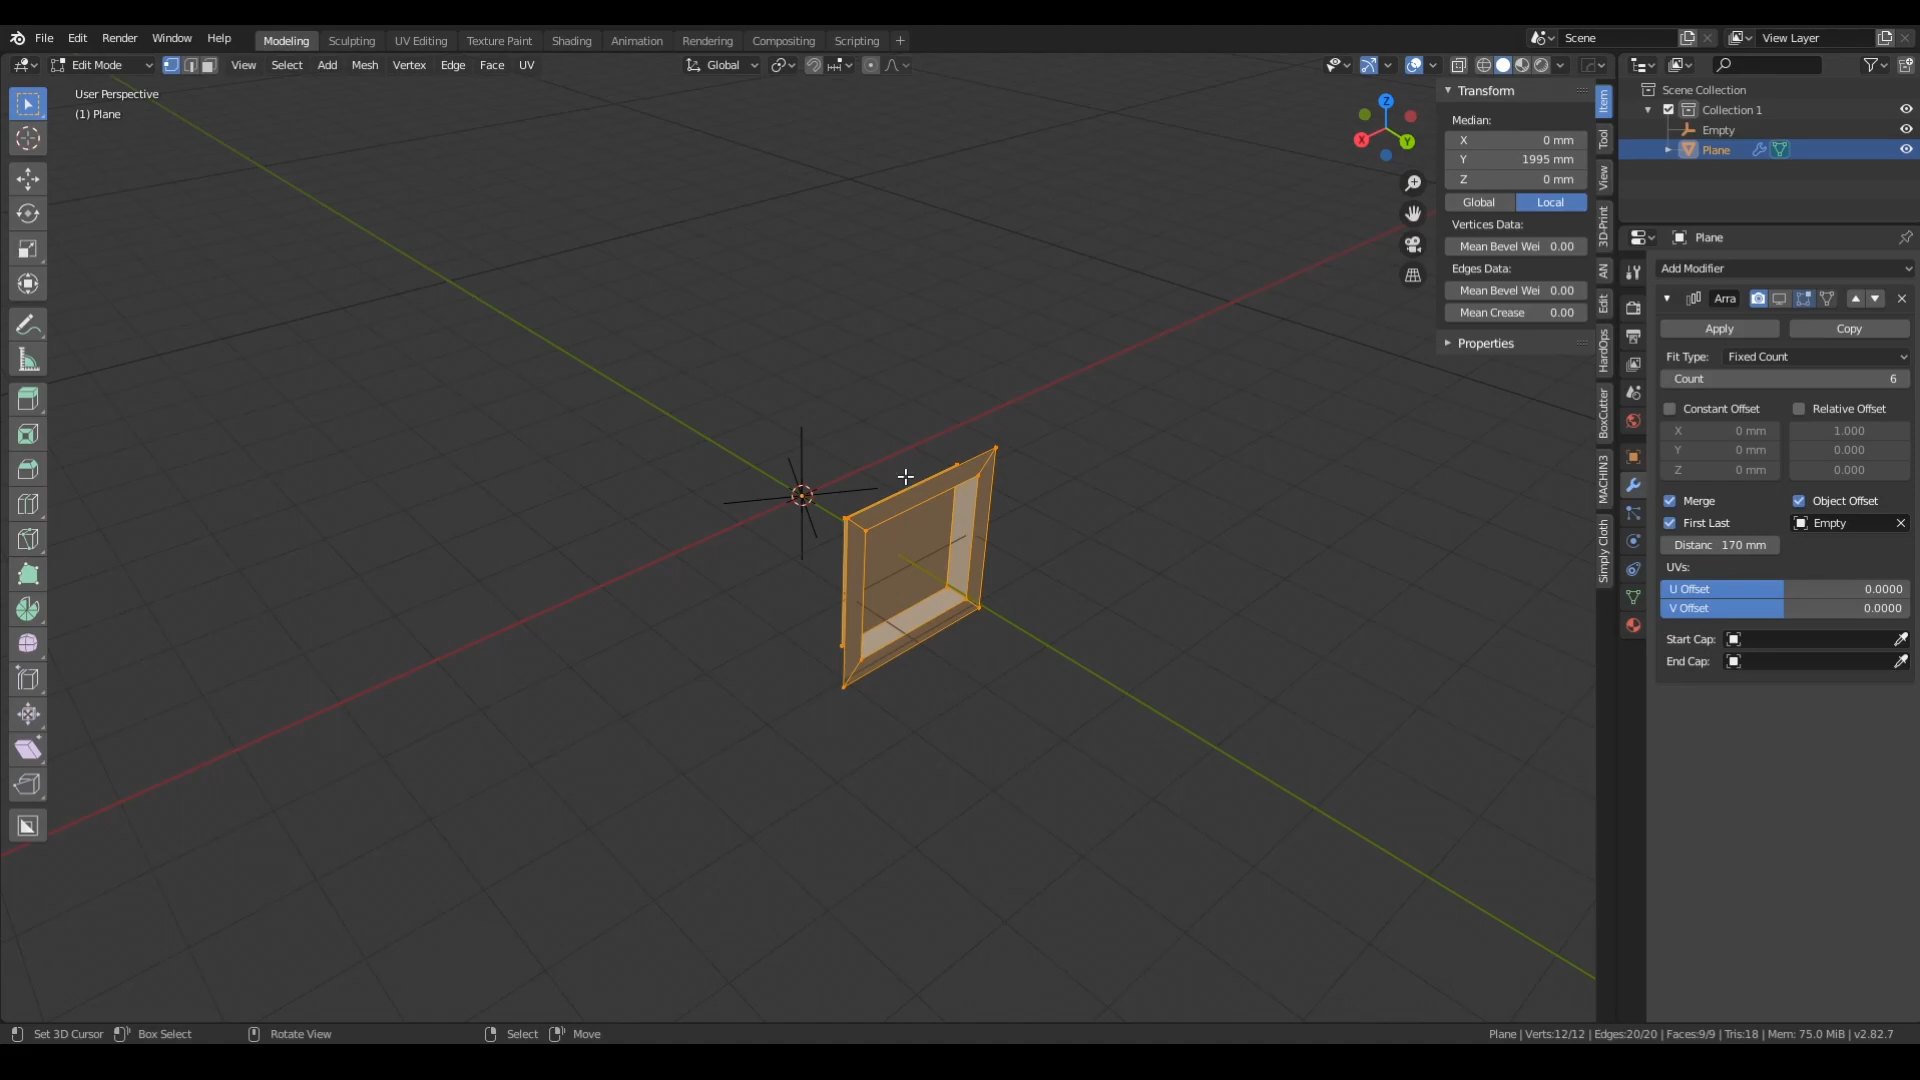 File Edit Render Window Help Modeling Sculpting UV Editing Texture Paint Shading Animation Rendering Compositing Scripting + Scene View Layer
Edit Mode View Select Add Mesh Vertex Edge Face UV Global
User Perspective
(1) Plane
Z
X
Y
Transform
Median:
X 0 mm
Y 1995 mm
Z 0 mm
Global Local
Vertices Data:
Mean Bevel Wei 0.00
Edges Data:
Mean Bevel Wei 0.00
Mean Crease 0.00
Properties
Item
Tool
View
3D-Print
AN
Edit
HardOps
BoxCutter
MACHIN3
Simply Cloth
Scene Collection
Collection 1
Empty
Plane
Plane
Add Modifier
Arra
Apply Copy
Fit Type: Fixed Count
Count 6
Constant Offset Relative Offset
X 0 mm 1.000
Y 0 mm 0.000
Z 0 mm 0.000
Merge Object Offset
First Last Empty
Distanc 170 mm
UVs:
U Offset 0.0000
V Offset 0.0000
Start Cap:
End Cap:
Set 3D Cursor Box Select Rotate View Select Move Plane | Verts:12/12 | Edges:20/20 | Faces:9/9 | Tris:18 | Mem: 75.0 MiB | v2.82.7